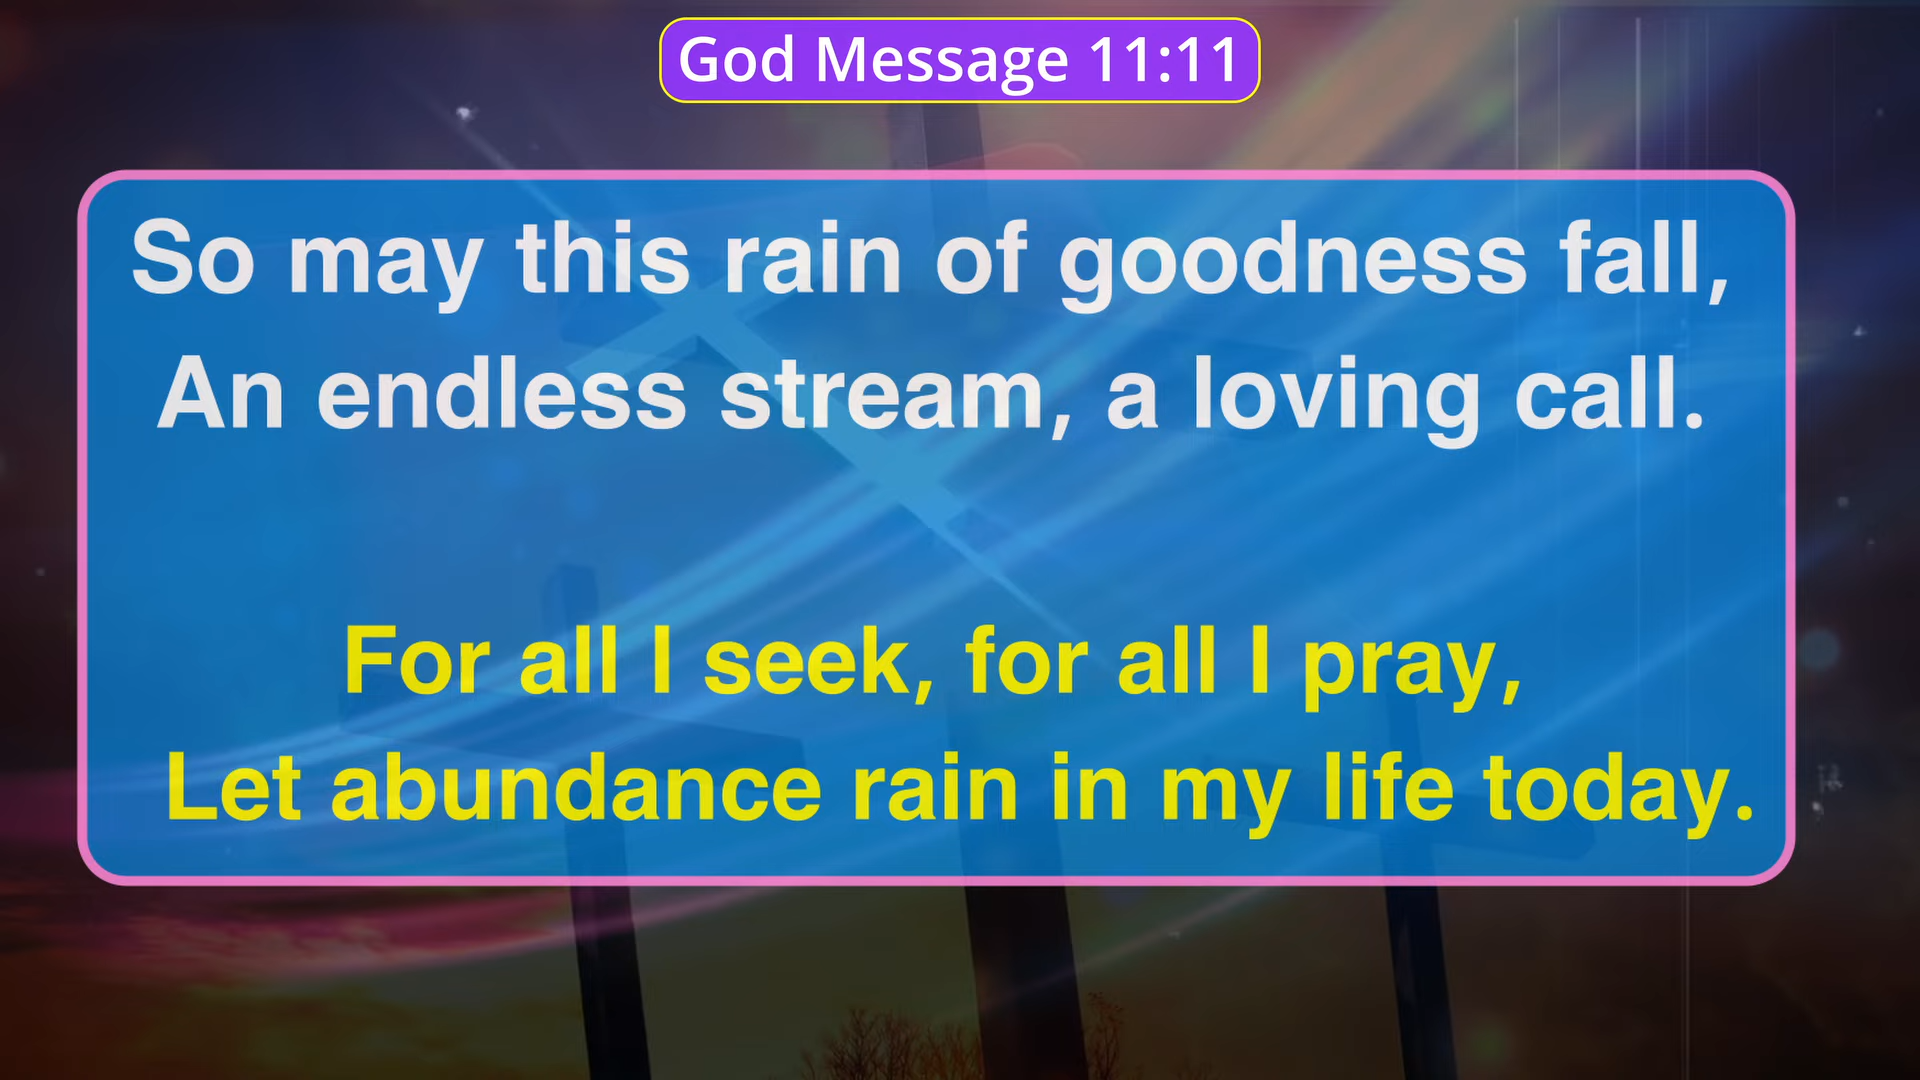 God Message 11:11
So may this rain of goodness fall,
An endless stream, a loving call.
For all I seek, for all I pray,
Let abundance rain in my life today.